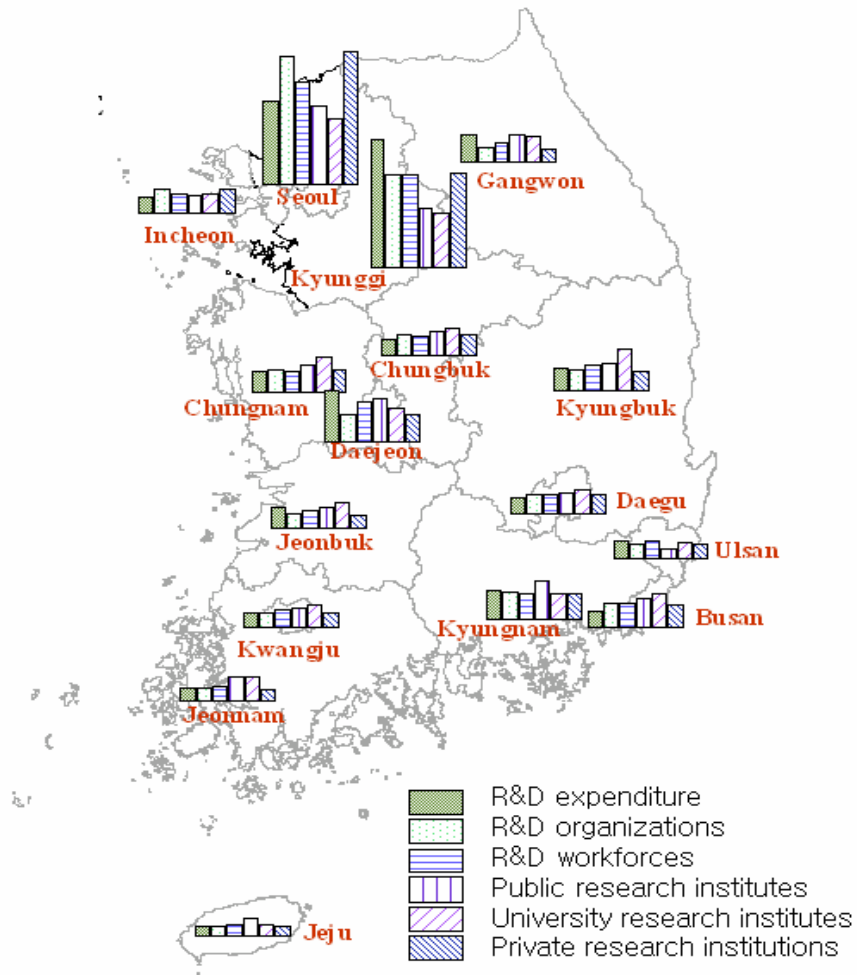 Seoul
Gangwon
Incheon
Kyunggi
Chungbuk
Chungnam
Kyungbuk
Daejeon
Daegu
Jeonbuk
Ulsan
Kyungnam
Busan
Kwangju
Jeonnam
R&D expenditure
R&D organizations
R&D workforces
Public research institutes
University research institutes
Private research institutions
Jeju